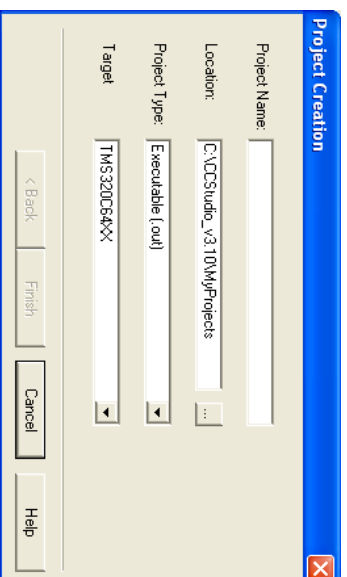 Project Creation
Project Name:
Location: C:\CCStudio_v3.10\MyProjects ...
Project Type: Executable (.out)
Target TMS320C64XX
< Back Finish Cancel Help